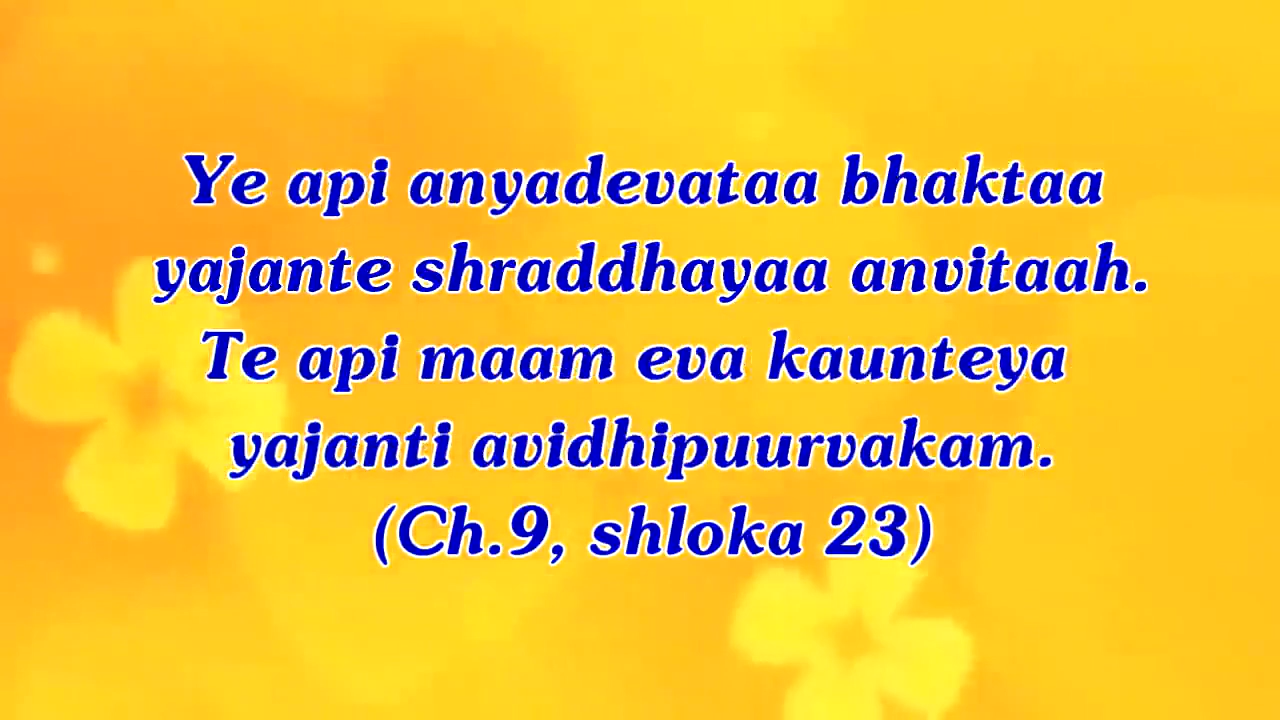 Ye api anyadevataa bhaktaa
yajante shraddhayaa anvitaah.
Te api maam eva kaunteya
yajanti avidhipuurvakam.
(Ch.9, shloka 23)